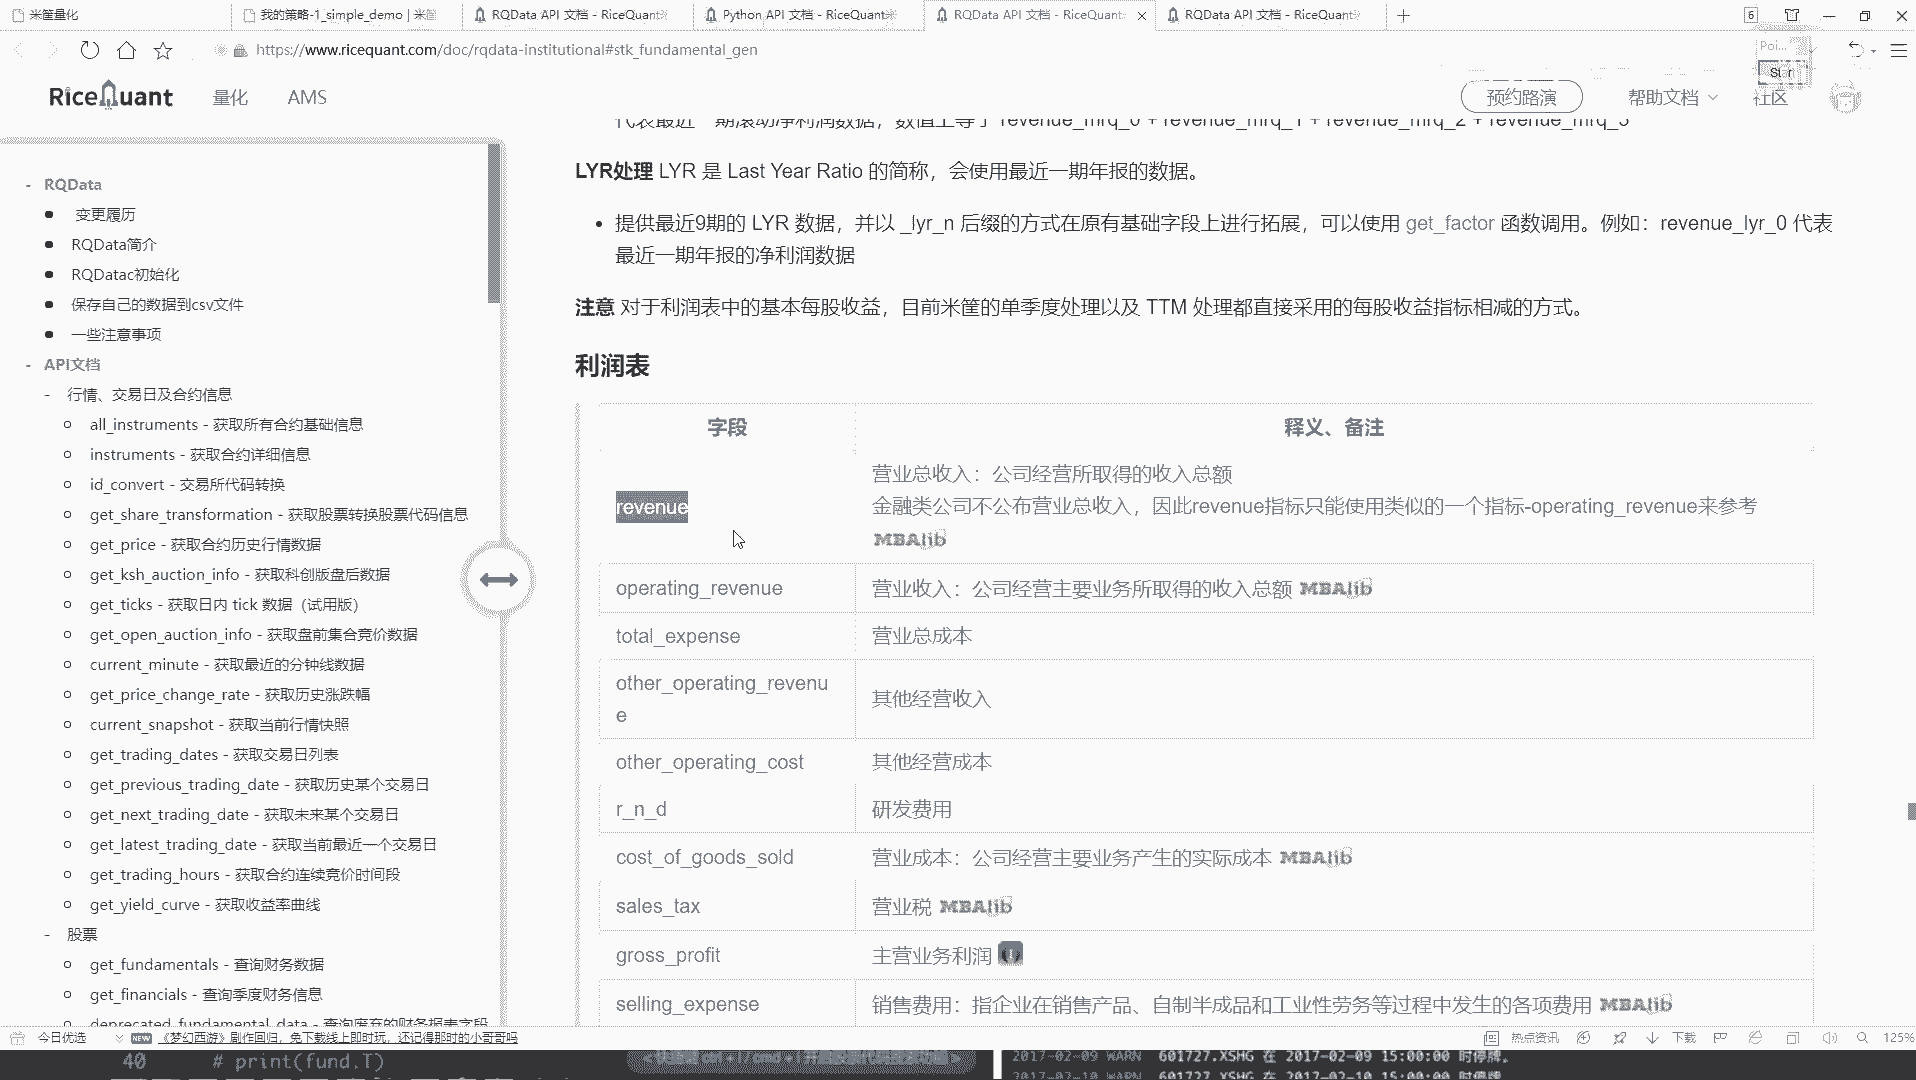 米筐量化
我的策略-1_simple_demo | 米筐
RQData API 文档 - RiceQuant
Python API 文档 - RiceQuant
RQData API 文档 - RiceQuant
RQData API 文档 - RiceQuant
6
https://www.ricequant.com/doc/rqdata-institutional#stk_fundamental_gen
Poi...
Start
RiceQuant 量化 AMS
预约路演 帮助文档 社区
- RQData
变更履历
RQData简介
RQDatac初始化
保存自己的数据到csv文件
一些注意事项
- API文档
- 行情、交易日及合约信息
all_instruments - 获取所有合约基础信息
instruments - 获取合约详细信息
id_convert - 交易所代码转换
get_share_transformation - 获取股票转换股票代码信息
get_price - 获取合约历史行情数据
get_ksh_auction_info - 获取科创版盘后数据
get_ticks - 获取日内 tick 数据（试用版）
get_open_auction_info - 获取盘前集合竞价数据
current_minute - 获取最近的分钟线数据
get_price_change_rate - 获取历史涨跌幅
current_snapshot - 获取当前行情快照
get_trading_dates - 获取交易日列表
get_previous_trading_date - 获取历史某个交易日
get_next_trading_date - 获取未来某个交易日
get_latest_trading_date - 获取当前最近一个交易日
get_trading_hours - 获取合约连续竞价时间段
get_yield_curve - 获取收益率曲线
- 股票
get_fundamentals - 查询财务数据
get_financials - 查询季度财务信息
deprecated_fundamental_data - 查询废弃的财务报表字段
代表最近一期滚动净利润数据，数值上等于 revenue_mrq_0 + revenue_mrq_1 + revenue_mrq_2 + revenue_mrq_3
LYR处理 LYR 是 Last Year Ratio 的简称，会使用最近一期年报的数据。
• 提供最近9期的 LYR 数据，并以 _lyr_n 后缀的方式在原有基础字段上进行拓展，可以使用 get_factor 函数调用。例如：revenue_lyr_0 代表
最近一期年报的净利润数据
注意 对于利润表中的基本每股收益，目前米筐的单季度处理以及 TTM 处理都直接采用的每股收益指标相减的方式。
利润表
字段 释义、备注
营业总收入：公司经营所取得的收入总额
revenue 金融类公司不公布营业总收入，因此revenue指标只能使用类似的一个指标-operating_revenue来参考
MBAlib
operating_revenue 营业收入：公司经营主要业务所取得的收入总额 MBAlib
total_expense 营业总成本
other_operating_revenu
e 其他经营收入
other_operating_cost 其他经营成本
r_n_d 研发费用
cost_of_goods_sold 营业成本：公司经营主要业务产生的实际成本 MBAlib
sales_tax 营业税 MBAlib
gross_profit 主营业务利润
selling_expense 销售费用：指企业在销售产品、自制半成品和工业性劳务等过程中发生的各项费用 MBAlib
今日优选 NEW 《梦幻西游》剧作回归，免下载线上即时玩，还记得那时的小哥哥吗 热点资讯 下载 125%
40 # print(fund.T)
2017-02-09 WARN 601727.XSHG 在 2017-02-09 15:00:00 时停牌。
2017-02-10 WARN 601727.XSHG 在 2017-02-10 15:00:00 时停牌。